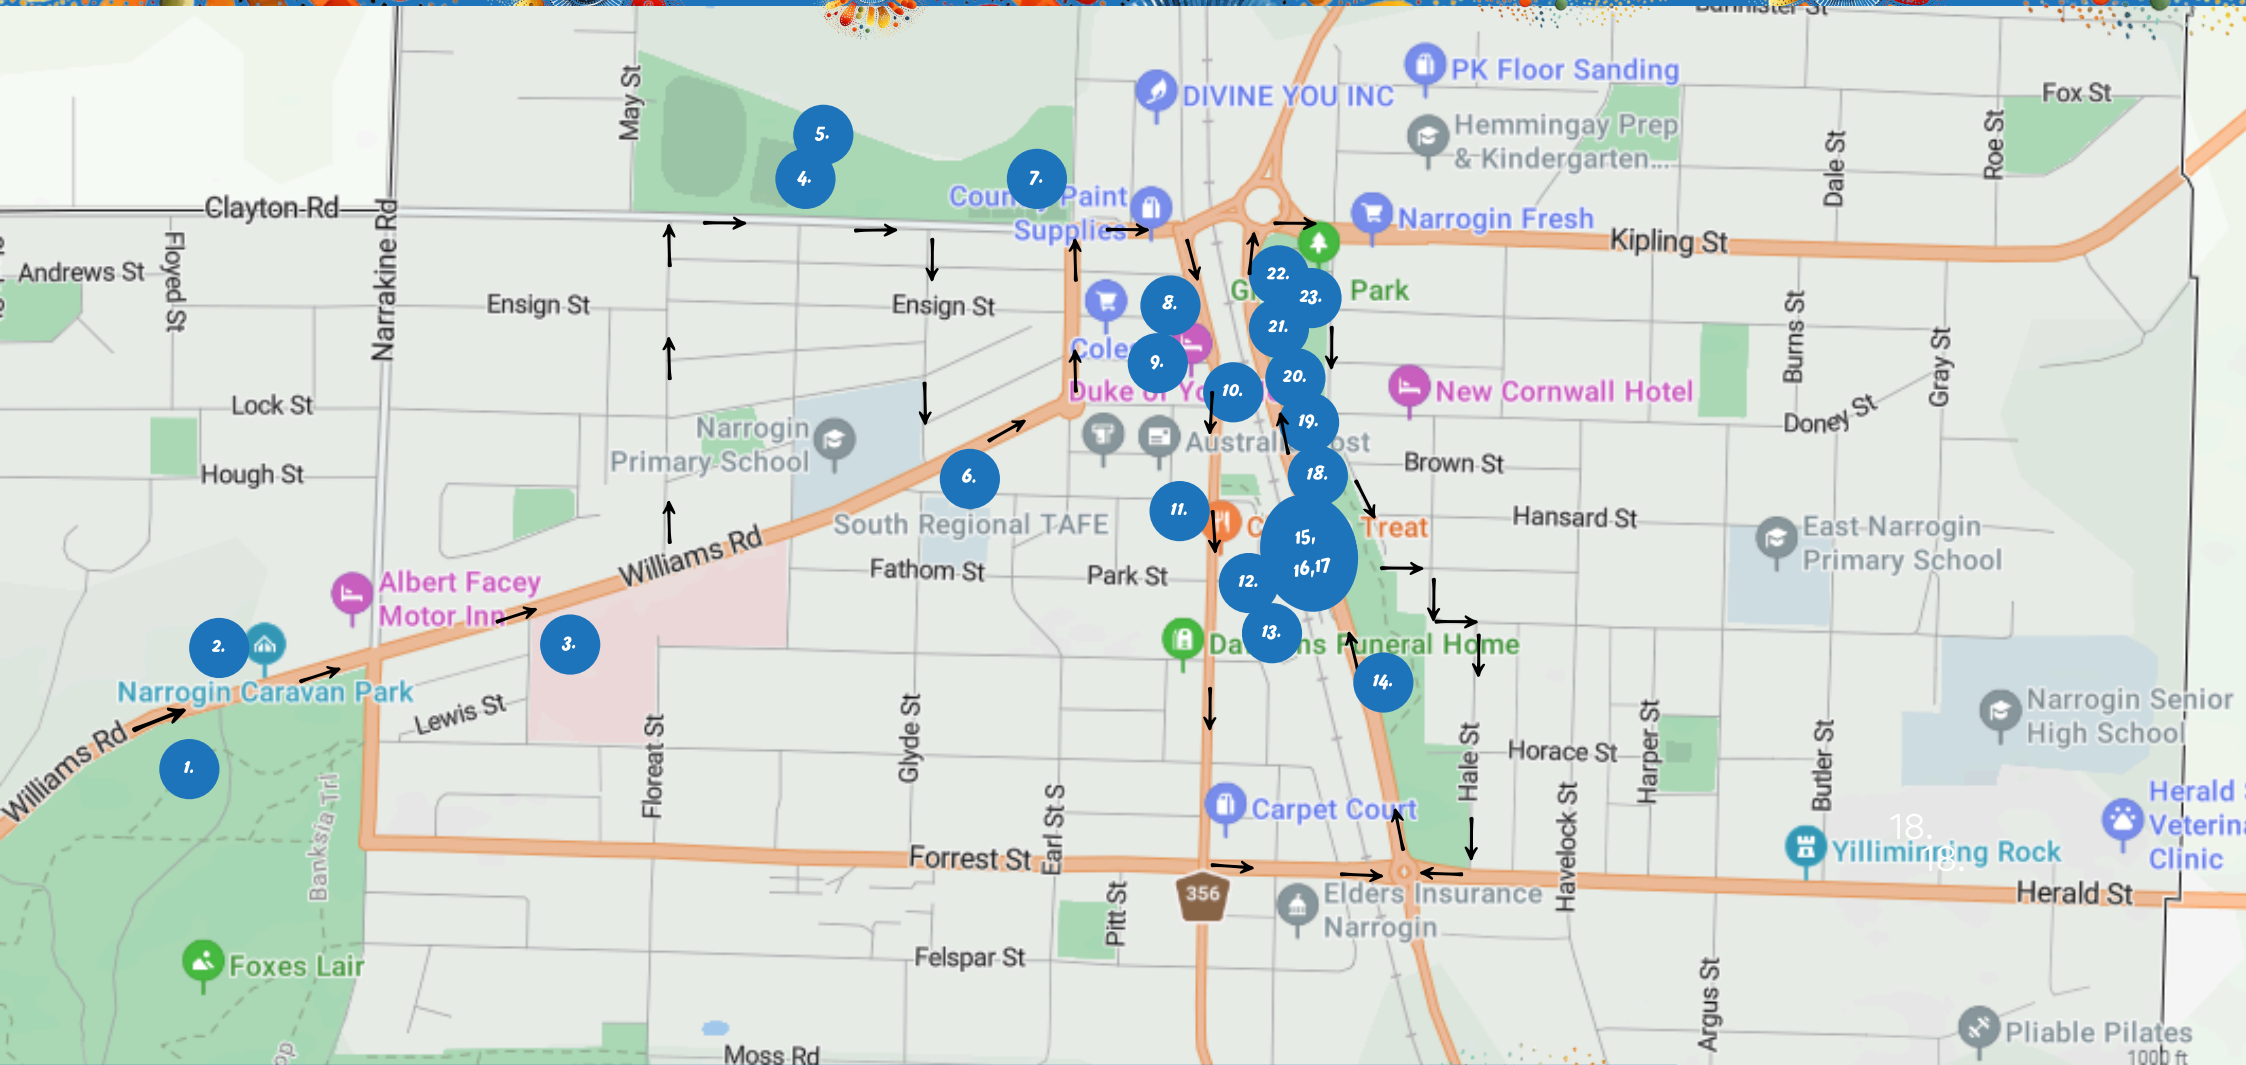 May St
PK Floor Sanding
DIVINE YOU INC
Fox St
Hemmingay Prep
& Kindergarten...
Dale St
Roe St
5.
4.
7.
Clayton Rd
Narrakine Rd
Paint
Supplies
Narrogin Fresh
Kipling St
Floyed St
Andrews St
Ensign St
Ensign St
22.
23.
Park
8.
21.
Burns St
Gray St
9.
10.
20.
Lock St
New Cornwall Hotel
Doney St
Narrogin
Primary School
19.
Hough St
Brown St
6.
18.
11.
South Regional TAFE
Treat
Hansard St
East Narrogin
Primary School
15,
16,17
12.
Williams Rd
Fathom St
Park St
Albert Facey
Motor Inn
2.
3.
13.
Funeral Home
14.
Narrogin Caravan Park
Lewis St
Williams Rd
1.
Floreat St
Glyde St
Hale St
Horace St
Harper St
Butler St
Narrogin Senior
High School
Banksia Trl
Earl St S
Carpet Court
Havelock St
Herald
Clinic
18.
18.
Yilliminning Rock
Forrest St
356
Pitt St
Elders Insurance
Narrogin
Herald St
Foxes Lair
Felspar St
Argus St
Moss Rd
Pliable Pilates
1000 ft